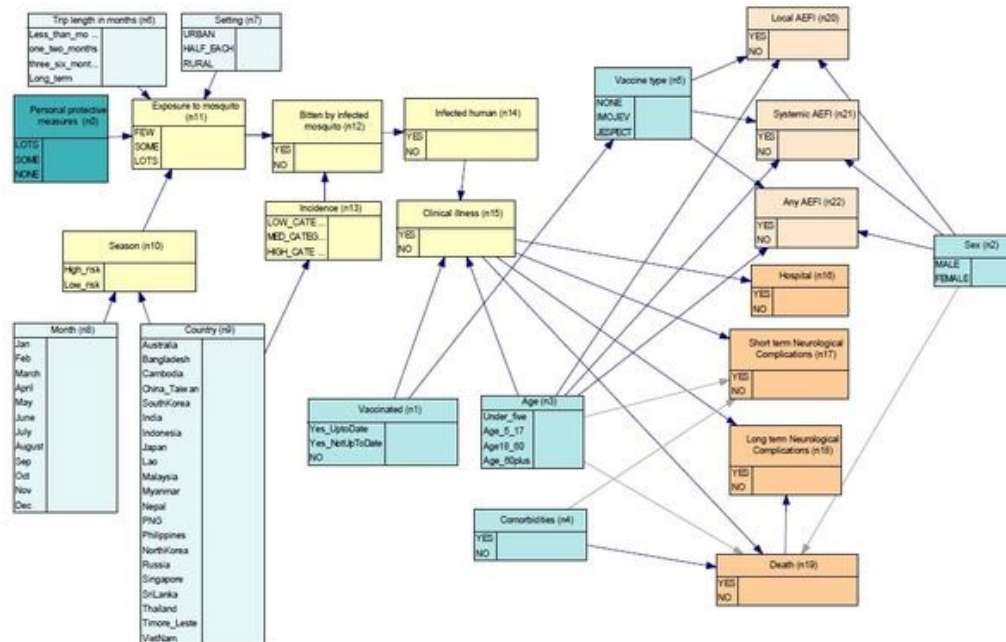 Trip length in months (n6)
Less_than_mo ...
one_two_months
three_six_mont...
Long_term
Setting (n7)
URBAN
HALF_EACH
RURAL
Personal protective
measures (n0)
LOTS
SOME
NONE
Exposure to mosquito
(n11)
FEW
SOME
LOTS
Bitten by infected
mosquito (n12)
YES
NO
Infected human (n14)
YES
NO
Vaccine type (n5)
NONE
IMOJEV
JESPECT
Local AEFI (n20)
YES
NO
Systemic AEFI (n21)
YES
NO
Any AEFI (n22)
YES
NO
Sex (n2)
MALE
FEMALE
Season (n10)
High_risk
Low_risk
Incidence (n13)
LOW_CATE ...
MED_CATEG...
HIGH_CATE ...
Clinical illness (n15)
YES
NO
Hospital (n16)
YES
NO
Short term Neurological
Complications (n17)
YES
NO
Long term Neurological
Complications (n18)
YES
NO
Month (n8)
Jan
Feb
March
April
May
June
July
August
Sep
Oct
Nov
Dec
Country (n9)
Australia
Bangladesh
Cambodia
China_Taiwan
SouthKorea
India
Indonesia
Japan
Lao
Malaysia
Myanmar
Nepal
PNG
Philippines
NorthKorea
Russia
Singapore
SriLanka
Thailand
Timore_Leste
VietNam
Vaccinated (n1)
Yes_UptoDate
Yes_NotUpToDate
NO
Age (n3)
Under_five
Age_5_17
Age18_60
Age_60plus
Comorbidities (n4)
YES
NO
Death (n19)
YES
NO